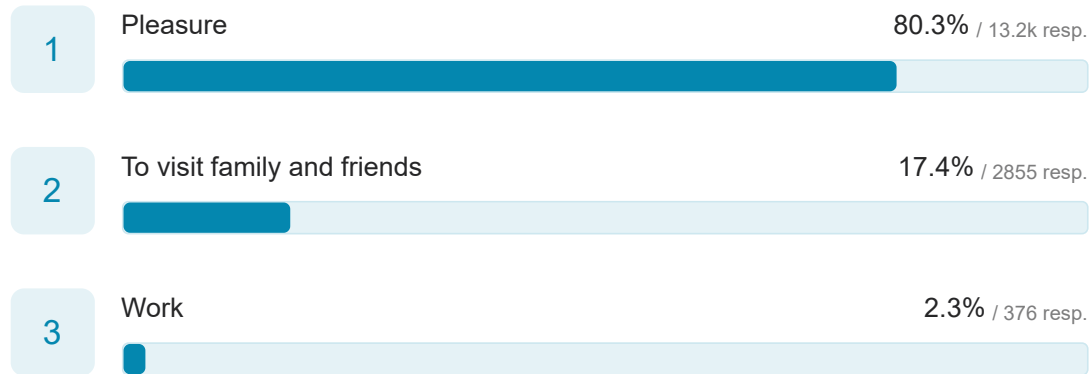 1 Pleasure 80.3% / 13.2k resp.
2 To visit family and friends 17.4% / 2855 resp.
3 Work 2.3% / 376 resp.